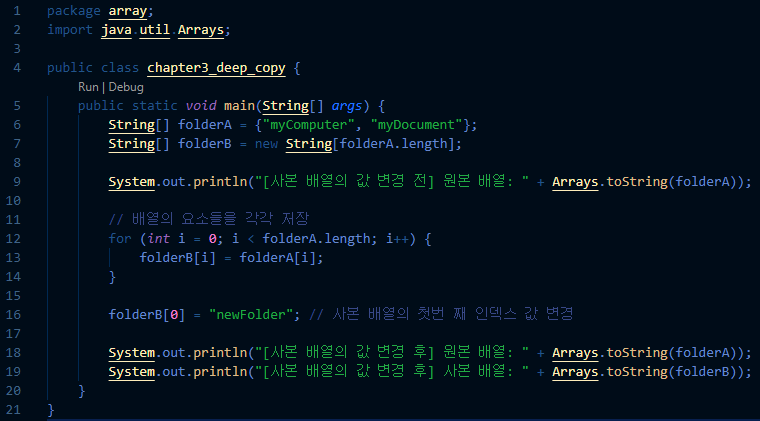 1 package array;
2 import java.util.Arrays;
3
4 public class chapter3_deep_copy {
Run | Debug
5 public static void main(String[] args) {
6 String[] folderA = {"myComputer", "myDocument"};
7 String[] folderB = new String[folderA.length];
8
9 System.out.println("[사본 배열의 값 변경 전] 원본 배열: " + Arrays.toString(folderA));
10
11 // 배열의 요소들을 각각 저장
12 for (int i = 0; i < folderA.length; i++) {
13 folderB[i] = folderA[i];
14 }
15
16 folderB[0] = "newFolder"; // 사본 배열의 첫번 째 인덱스 값 변경
17
18 System.out.println("[사본 배열의 값 변경 후] 원본 배열: " + Arrays.toString(folderA));
19 System.out.println("[사본 배열의 값 변경 후] 사본 배열: " + Arrays.toString(folderB));
20 }
21 }